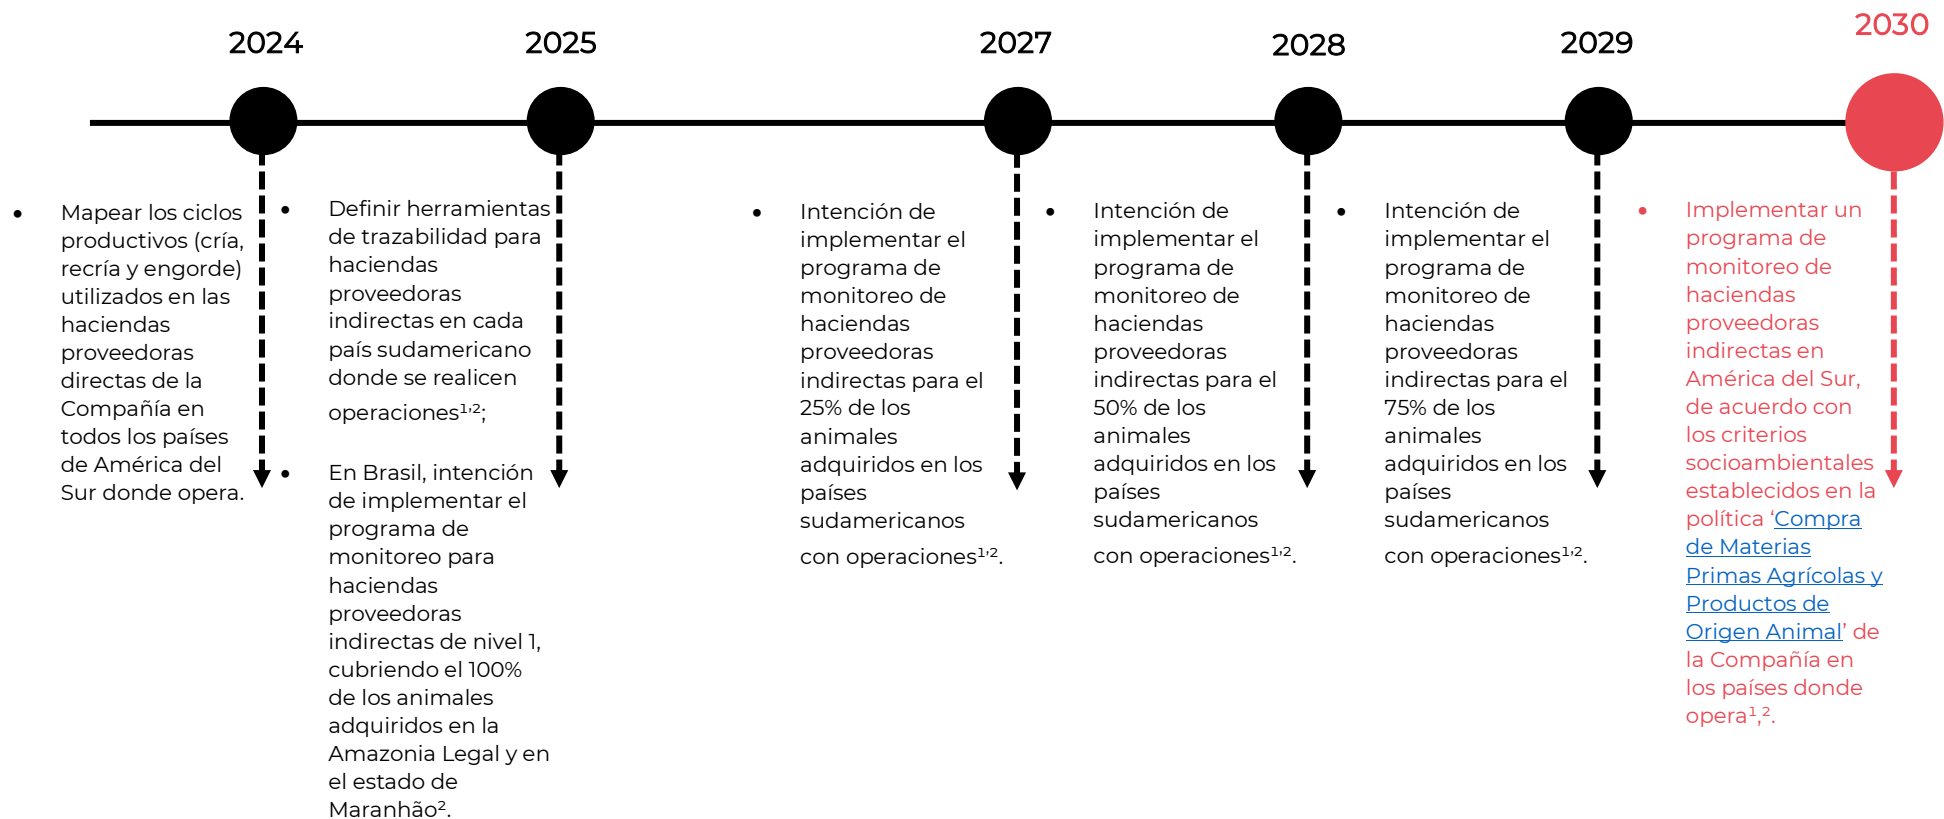 2024
2025
2027
2028
2029
2030
• Mapear los ciclos
productivos (cría,
recría y engorde)
utilizados en las
haciendas
proveedoras
directas de la
Compañía en
todos los países
de América del
Sur donde opera.
• Definir herramientas
de trazabilidad para
haciendas
proveedoras
indirectas en cada
país sudamericano
donde se realicen
operaciones¹˒²;
• En Brasil, intención
de implementar el
programa de
monitoreo para
haciendas
proveedoras
indirectas de nivel 1,
cubriendo el 100%
de los animales
adquiridos en la
Amazonia Legal y en
el estado de
Maranhão².
• Intención de
implementar el
programa de
monitoreo de
haciendas
proveedoras
indirectas para el
25% de los
animales
adquiridos en los
países
sudamericanos
con operaciones¹˒².
• Intención de
implementar el
programa de
monitoreo de
haciendas
proveedoras
indirectas para el
50% de los
animales
adquiridos en los
países
sudamericanos
con operaciones¹˒².
• Intención de
implementar el
programa de
monitoreo de
haciendas
proveedoras
indirectas para el
75% de los
animales
adquiridos en los
países
sudamericanos
con operaciones¹˒².
• Implementar un
programa de
monitoreo de
haciendas
proveedoras
indirectas en
América del Sur,
de acuerdo con
los criterios
socioambientales
establecidos en la
política ‘Compra
de Materias
Primas Agrícolas y
Productos de
Origen Animal’ de
la Compañía en
los países donde
opera¹,².